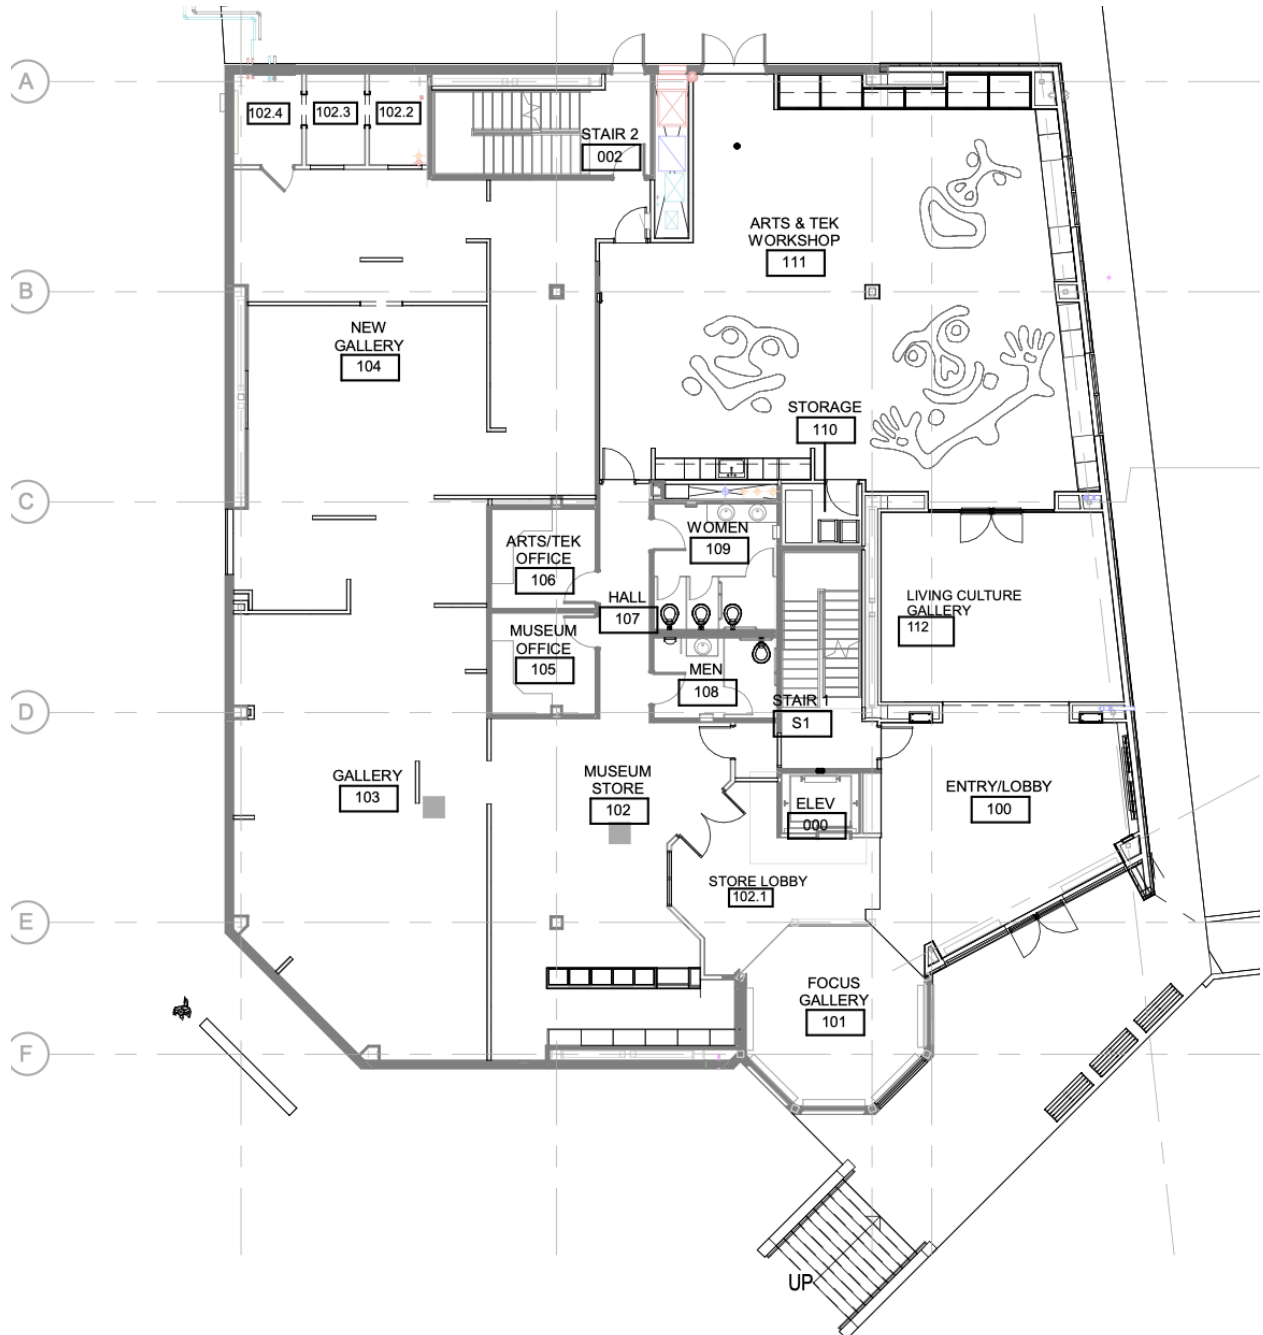 A
102.4
102.3
102.2
STAIR 2
002
ARTS & TEK
WORKSHOP
111
B
NEW
GALLERY
104
STORAGE
110
C
WOMEN
109
ARTS/TEK
OFFICE
106
HALL
107
LIVING CULTURE
GALLERY
112
MUSEUM
OFFICE
105
MEN
108
D
STAIR 1
S1
GALLERY
103
MUSEUM
STORE
102
ELEV
000
ENTRY/LOBBY
100
STORE LOBBY
102.1
E
FOCUS
GALLERY
101
F
UP